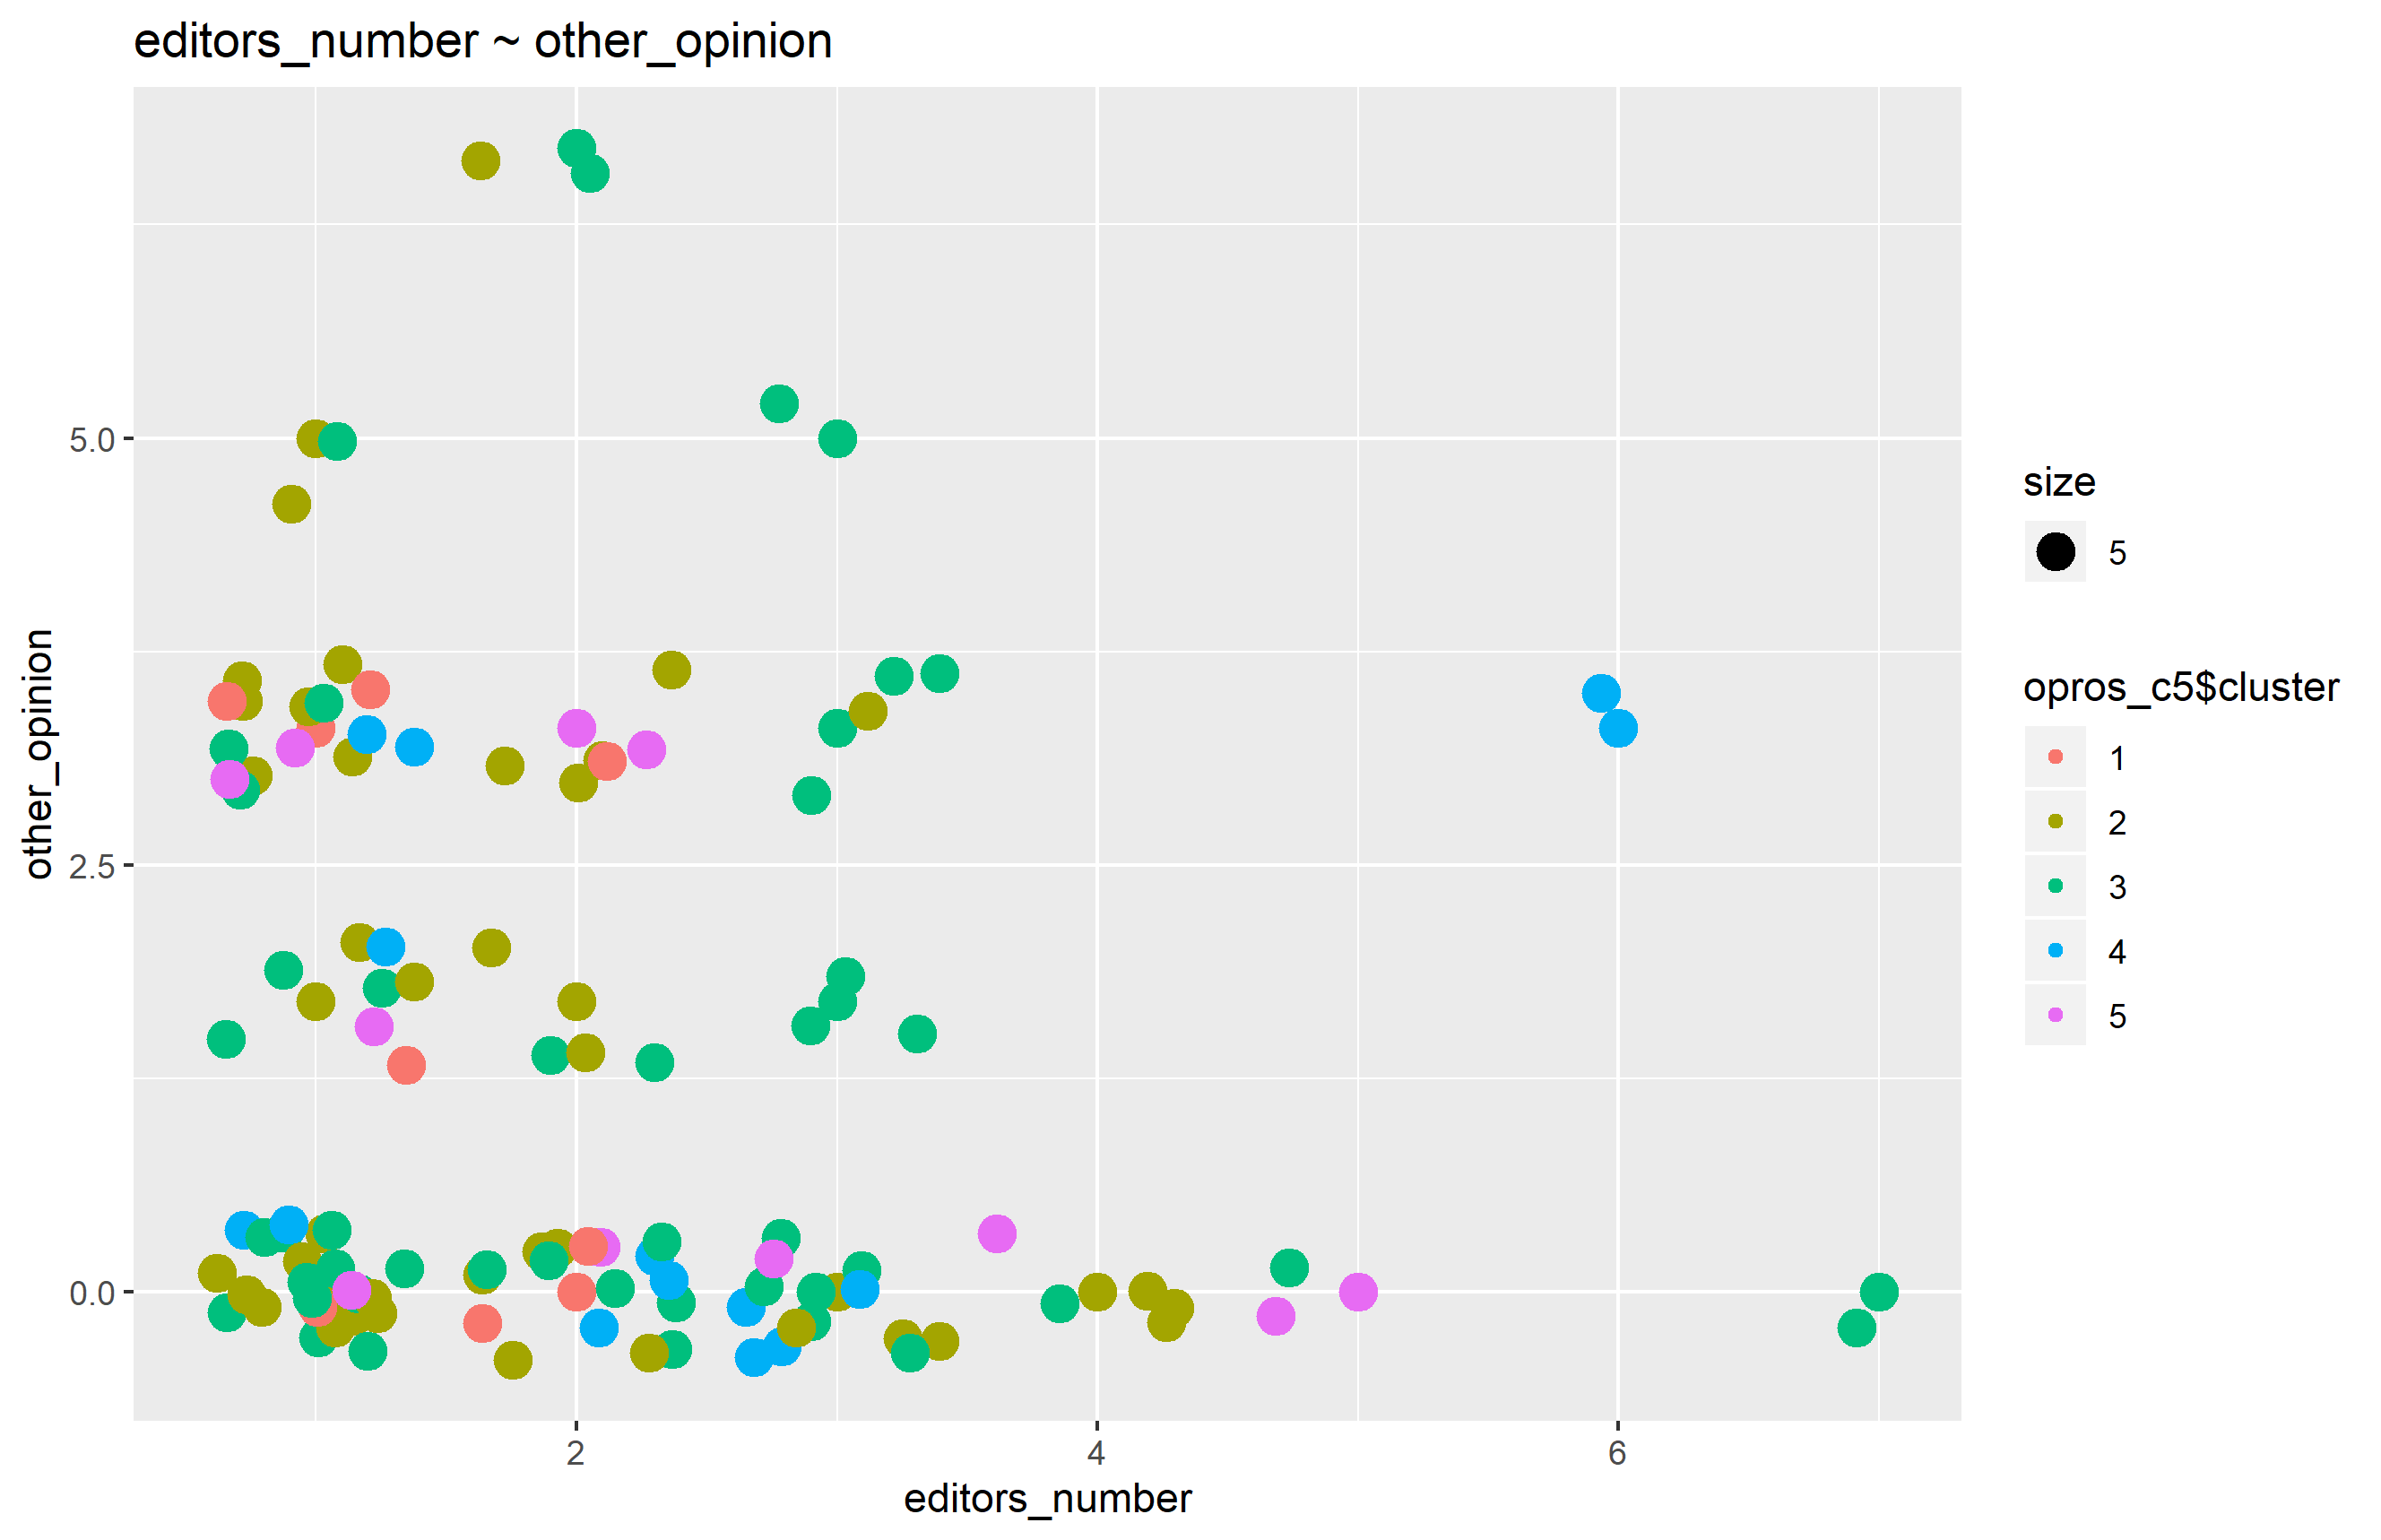 editors_number ~ other_opinion
other_opinion
5.0
2.5
0.0
2
4
6
editors_number
size
5
opros_c5$cluster
1
2
3
4
5